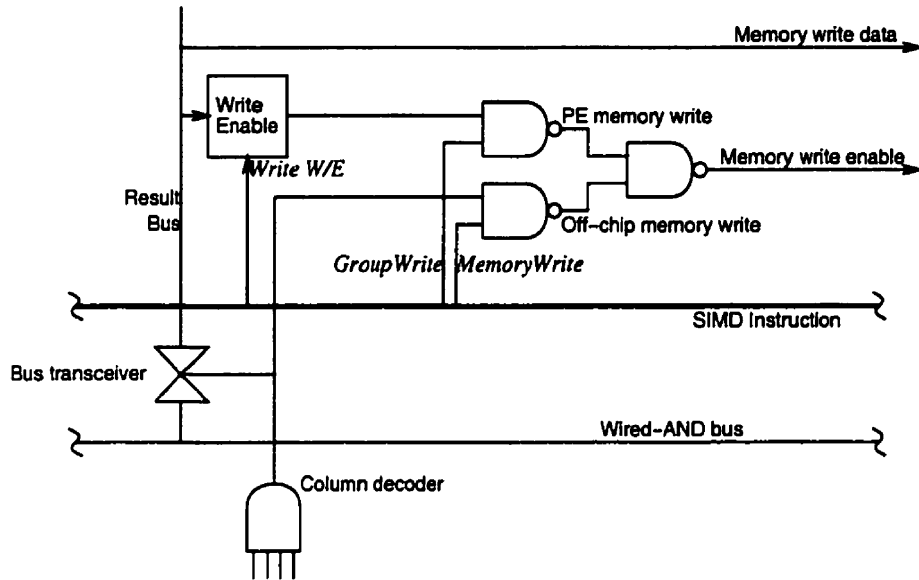 Memory write data
Write
Enable
PE memory write
Memory write enable
Write W/E
Result
Bus
Off-chip memory write
GroupWrite
MemoryWrite
SIMD Instruction
Bus transceiver
Wired-AND bus
Column decoder